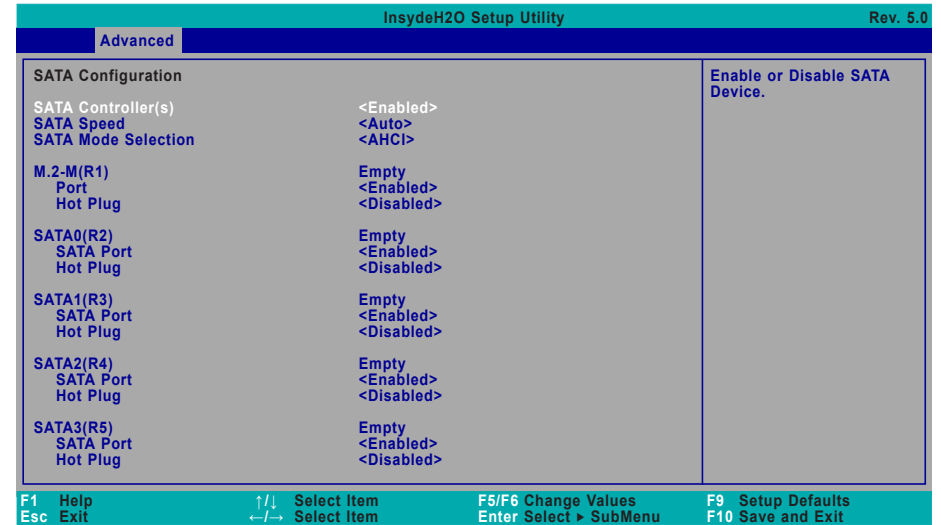 InsydeH2O Setup Utility Rev. 5.0
Advanced
SATA Configuration
Enable or Disable SATA
Device.
SATA Controller(s) <Enabled>
SATA Speed <Auto>
SATA Mode Selection <AHCI>
M.2-M(R1) Empty
Port <Enabled>
Hot Plug <Disabled>
SATA0(R2) Empty
SATA Port <Enabled>
Hot Plug <Disabled>
SATA1(R3) Empty
SATA Port <Enabled>
Hot Plug <Disabled>
SATA2(R4) Empty
SATA Port <Enabled>
Hot Plug <Disabled>
SATA3(R5) Empty
SATA Port <Enabled>
Hot Plug <Disabled>
F1 Help ↑/↓ Select Item F5/F6 Change Values F9 Setup Defaults
Esc Exit ←/→ Select Item Enter Select ▸ SubMenu F10 Save and Exit